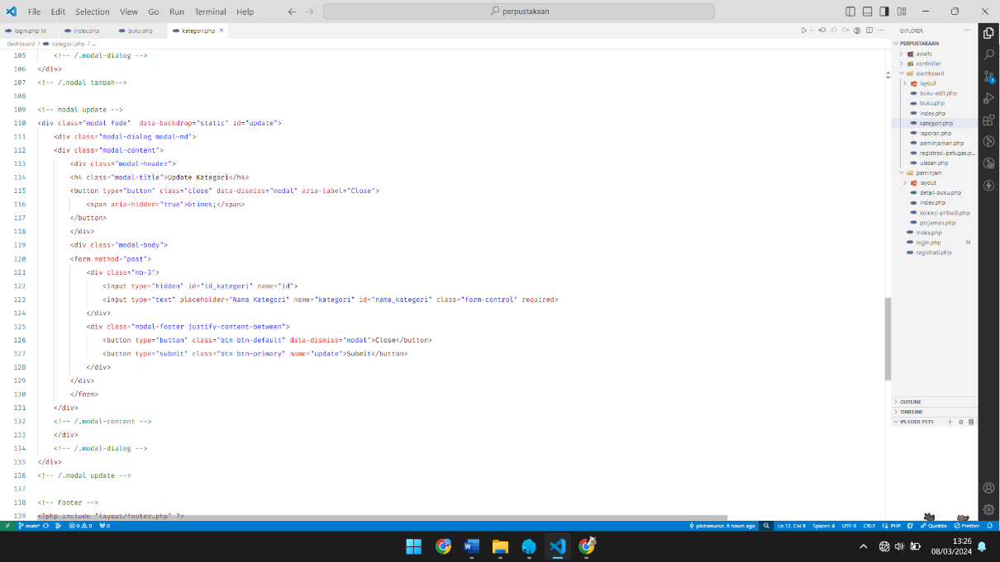 File Edit Selection View Go Run Terminal Help
perpustakaan
login.php M
index.php
buku.php
kategori.php
dashboard > kategori.php > ...
105 <!-- /.modal-dialog -->
106 </div>
107 <!-- /.modal tambah-->
108
109 <!-- modal update -->
110 <div class="modal fade"  data-backdrop="static" id="update">
111 <div class="modal-dialog modal-md">
112 <div class="modal-content">
113 <div class="modal-header">
114 <h4 class="modal-title">Update Kategori</h4>
115 <button type="button" class="close" data-dismiss="modal" aria-label="Close">
116 <span aria-hidden="true">&times;</span>
117 </button>
118 </div>
119 <div class="modal-body">
120 <form method="post">
121 <div class="mb-3">
122 <input type="hidden" id="id_kategori" name="id">
123 <input type="text" placeholder="Nama Kategori" name="kategori" id="nama_kategori" class="form-control" required>
124 </div>
125 <div class="modal-footer justify-content-between">
126 <button type="button" class="btn btn-default" data-dismiss="modal">Close</button>
127 <button type="submit" class="btn btn-primary" name="update">Submit</button>
128 </div>
129 </div>
130 </form>
131 </div>
132 <!-- /.modal-content -->
133 </div>
134 <!-- /.modal-dialog -->
135 </div>
136 <!-- /.modal update -->
137
138 <!-- Footer -->
139 <?php include "layout/footer.php" ?>
EXPLORER
PERPUSTAKAAN
assets
controller
dashboard
layout
buku-edit.php
buku.php
index.php
kategori.php
laporan.php
peminjaman.php
registrasi-petugas.p...
ulasan.php
peminjam
layout
detail-buku.php
index.php
koleksi-pribadi.php
pinjaman.php
index.php
login.php M
registrasi.php
OUTLINE
TIMELINE
VS CODE PETS
main* 0 0 0
plutomurus, 8 hours ago Ln 12, Col 6 Spaces: 4 UTF-8 CRLF PHP Quokka Prettier
13:26
08/03/2024